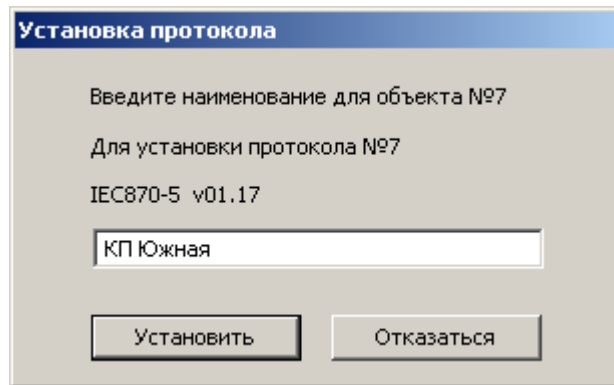 Установка протокола
Введите наименование для объекта №7
Для установки протокола №7
IEC870-5 v01.17
КП Южная
Установить Отказаться